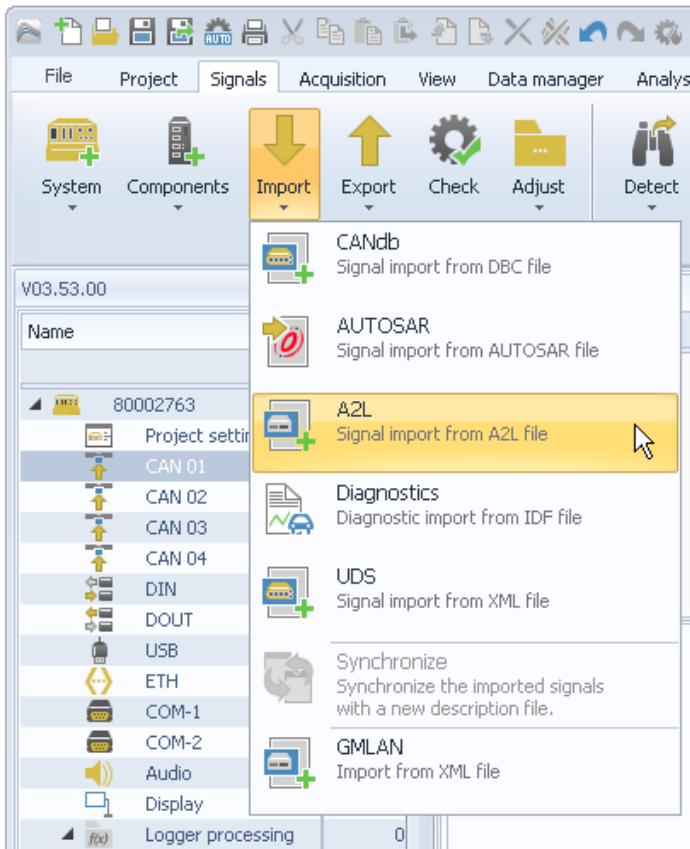 AUTO
File Project Signals Acquisition View Data manager
System Components Import Export Check Adjust Detect
CANdb
Signal import from DBC file
AUTOSAR
Signal import from AUTOSAR file
A2L
Signal import from A2L file
Diagnostics
Diagnostic import from IDF file
UDS
Signal import from XML file
Synchronize
Synchronize the imported signals
with a new description file.
GMLAN
Import from XML file
V03.53.00
Name
80002763
Project settin
CAN 01
CAN 02
CAN 03
CAN 04
DIN
DOUT
USB
ETH
COM-1
COM-2
Audio
Display
f(x) Logger processing 0